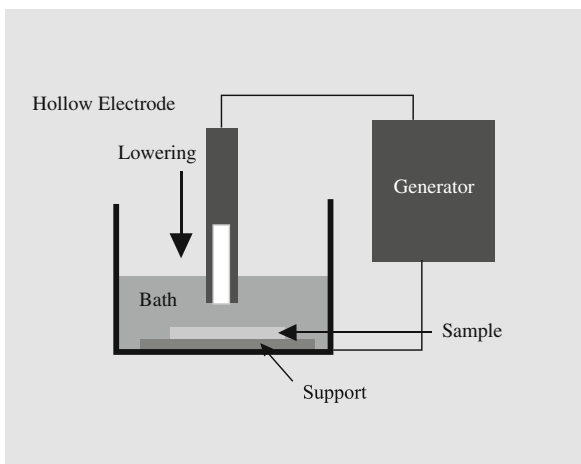 Hollow Electrode
Lowering
Generator
Bath
Sample
Support